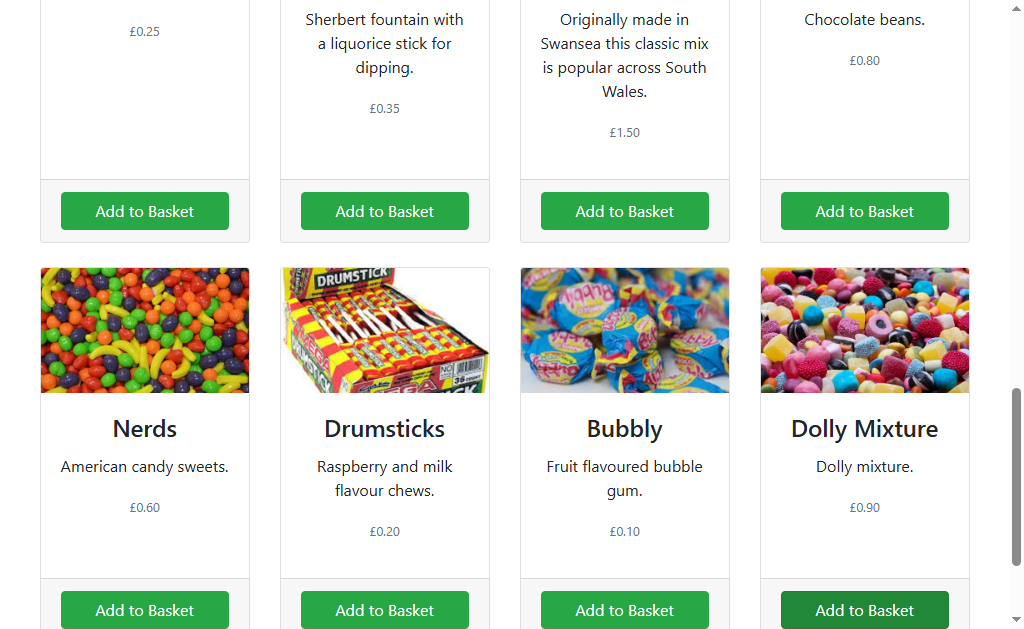 £0.25
Sherbert fountain with
a liquorice stick for
dipping.
£0.35
Originally made in
Swansea this classic mix
is popular across South
Wales.
£1.50
Chocolate beans.
£0.80
Add to Basket
Add to Basket
Add to Basket
Add to Basket
DRUMSTICK
NO
36
Bubbly
Nerds
American candy sweets.
£0.60
Drumsticks
Raspberry and milk
flavour chews.
£0.20
Bubbly
Fruit flavoured bubble
gum.
£0.10
Dolly Mixture
Dolly mixture.
£0.90
Add to Basket
Add to Basket
Add to Basket
Add to Basket